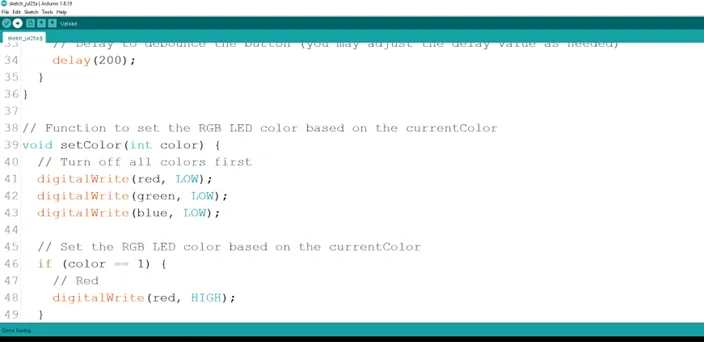 sketch_jul25a | Arduino 1.8.19
File Edit Sketch Tools Help
Upload
sketch_jul25a §
33 // Delay to debounce the button (you may adjust the delay value as needed)
34 delay(200);
35 }
36 }
37
38 // Function to set the RGB LED color based on the currentColor
39 void setColor(int color) {
40 // Turn off all colors first
41 digitalWrite(red, LOW);
42 digitalWrite(green, LOW);
43 digitalWrite(blue, LOW);
44
45 // Set the RGB LED color based on the currentColor
46 if (color == 1) {
47 // Red
48 digitalWrite(red, HIGH);
49 }
Done Saving.